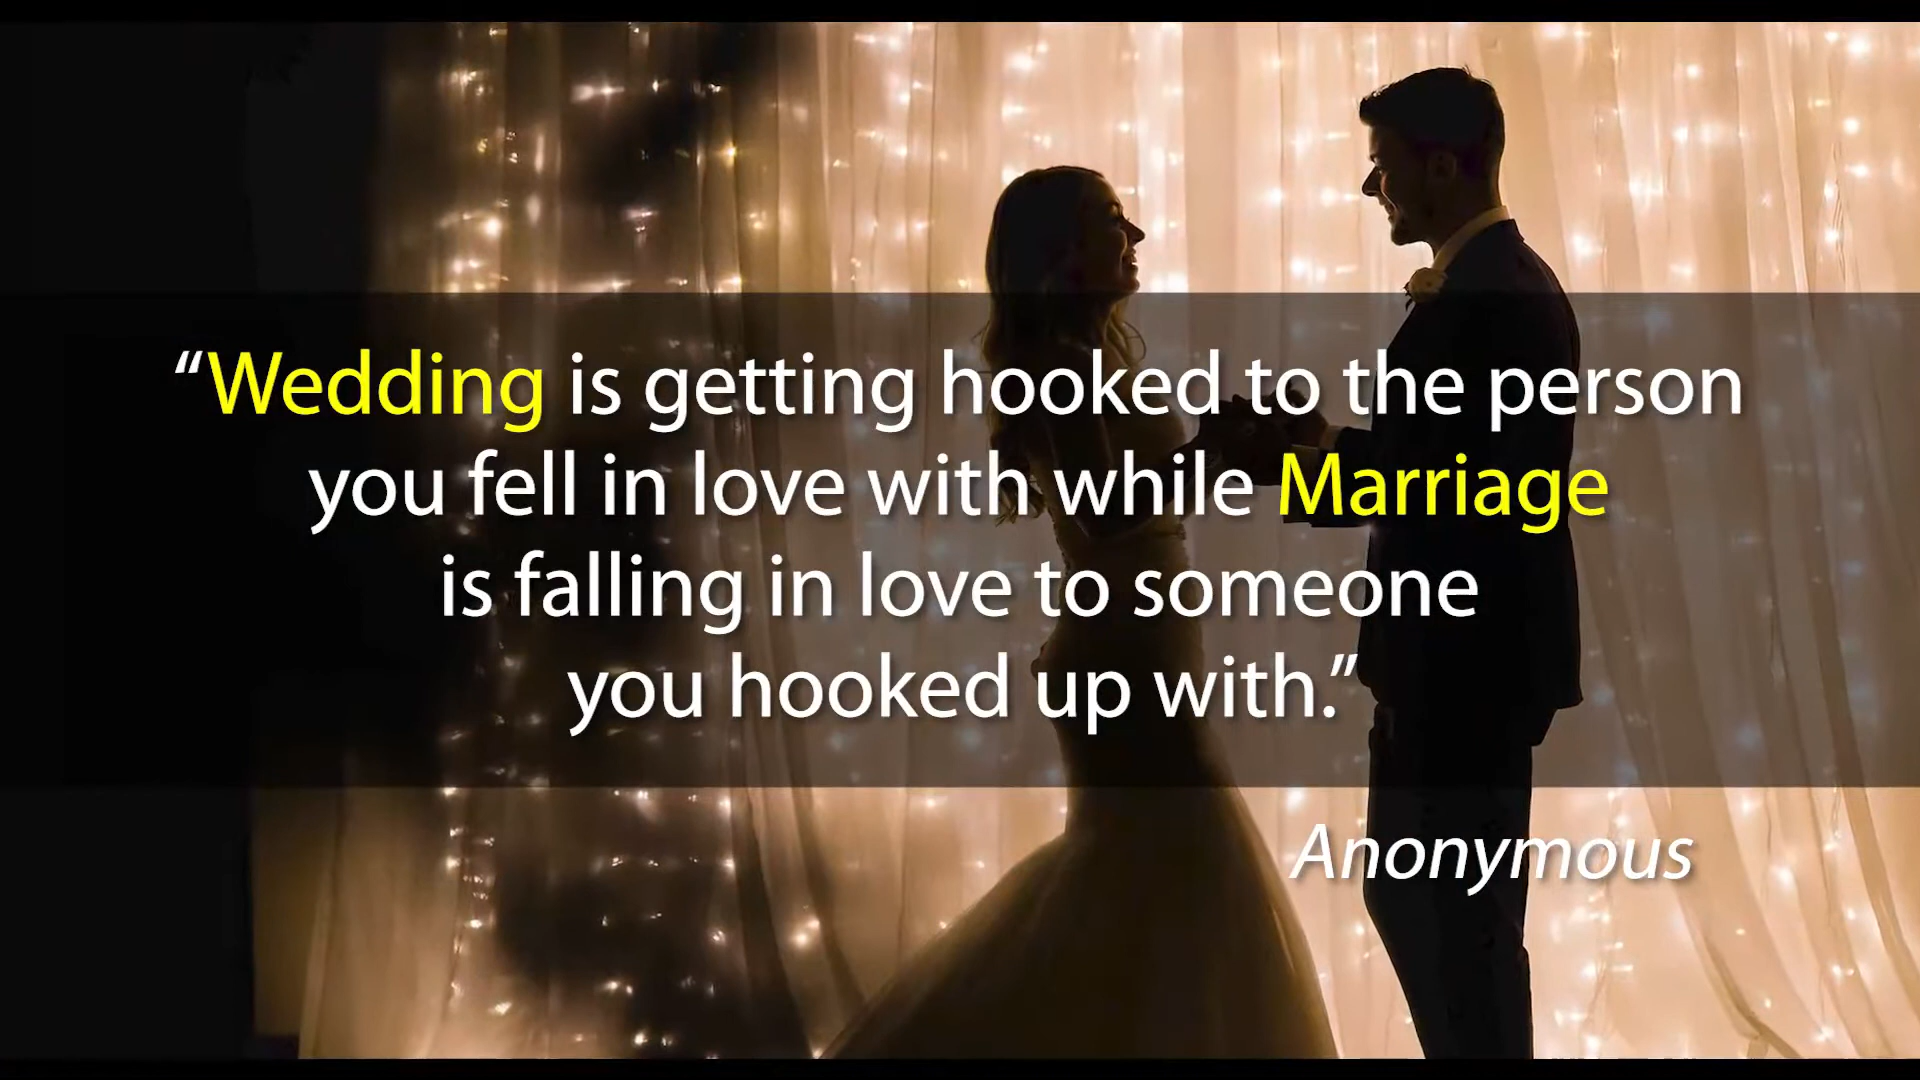 “Wedding is getting hooked to the person
you fell in love with while Marriage
is falling in love to someone
you hooked up with.”
Anonymous